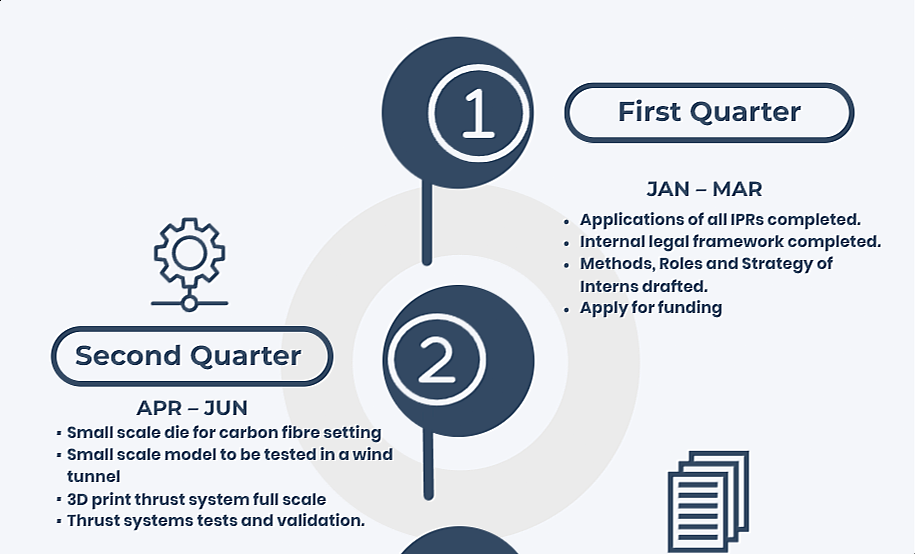 1
First Quarter
JAN – MAR
• Applications of all IPRs completed.
• Internal legal framework completed.
• Methods, Roles and Strategy of
Interns drafted.
• Apply for funding
2
Second Quarter
APR – JUN
▪ Small scale die for carbon fibre setting
▪ Small scale model to be tested in a wind
tunnel
▪ 3D print thrust system full scale
▪ Thrust systems tests and validation.